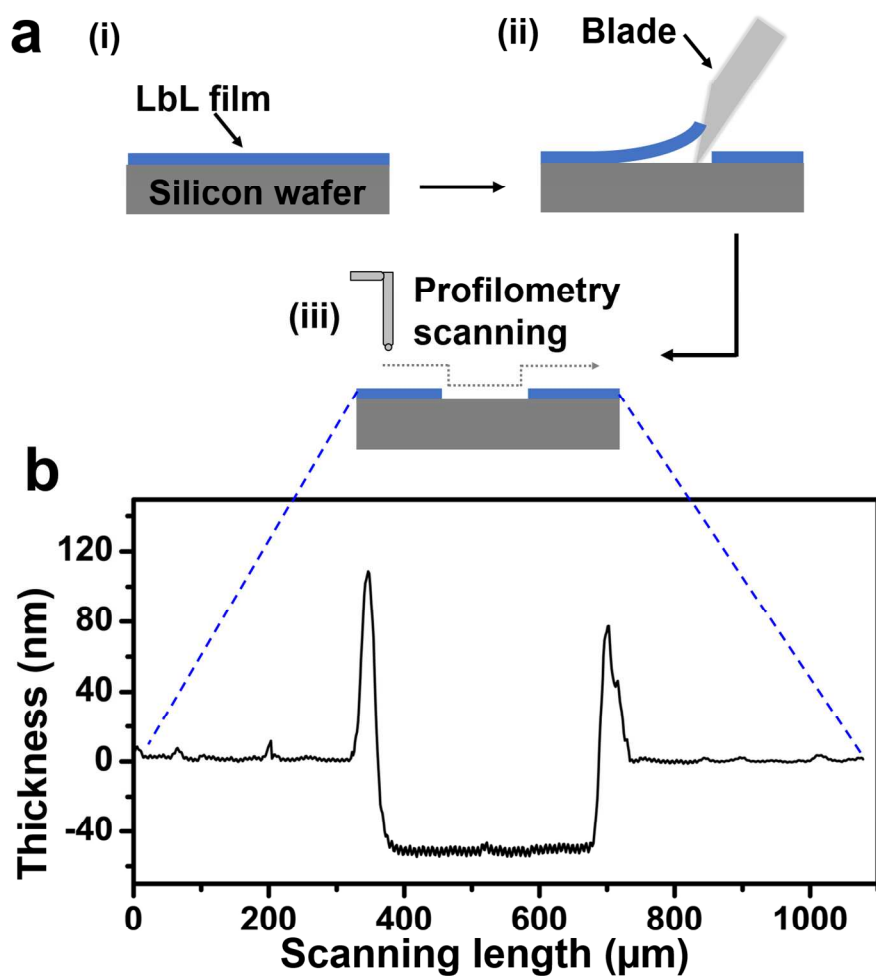 a
(i)
(ii)
Blade
LbL film
Silicon wafer
(iii)
Profilometry
scanning
b
Thickness (nm)
120
80
40
0
-40
0
200
400
600
800
1000
Scanning length (μm)